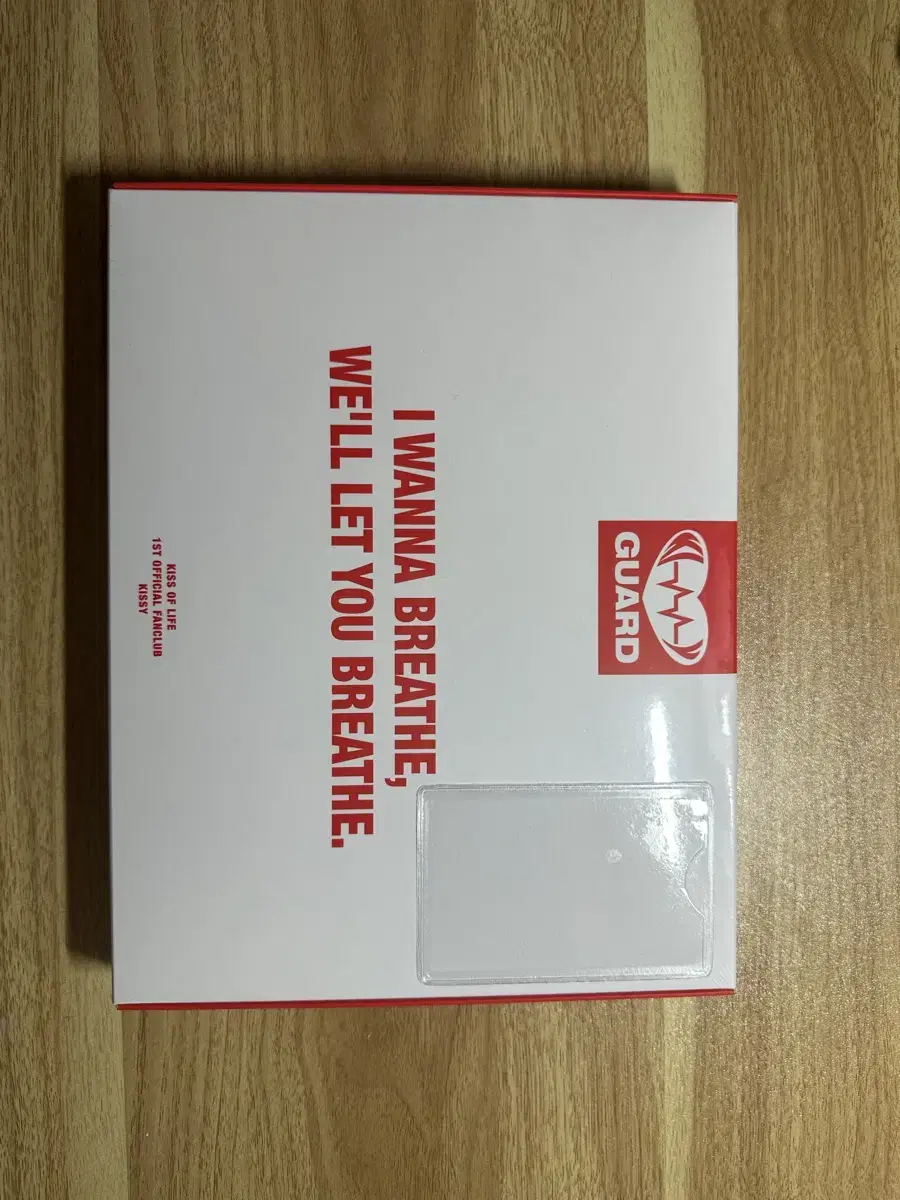 GUARD
I WANNA BREATHE,
WE'LL LET YOU BREATHE.
KISS OF LIFE
1ST OFFICIAL FANCLUB
KISSY